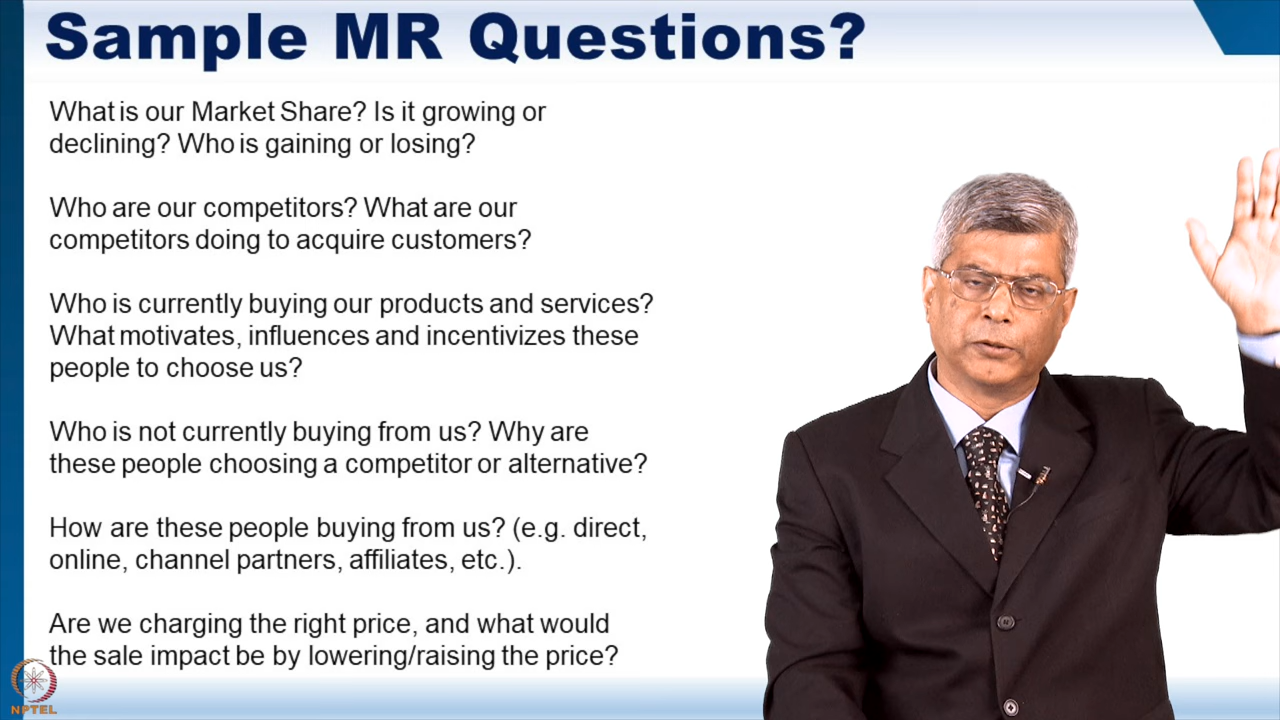 Sample MR Questions?
What is our Market Share? Is it growing or
declining? Who is gaining or losing?
Who are our competitors? What are our
competitors doing to acquire customers?
Who is currently buying our products and services?
What motivates, influences and incentivizes these
people to choose us?
Who is not currently buying from us? Why are
these people choosing a competitor or alternative?
How are these people buying from us? (e.g. direct,
online, channel partners, affiliates, etc.).
Are we charging the right price, and what would
the sale impact be by lowering/raising the price?
NPTEL